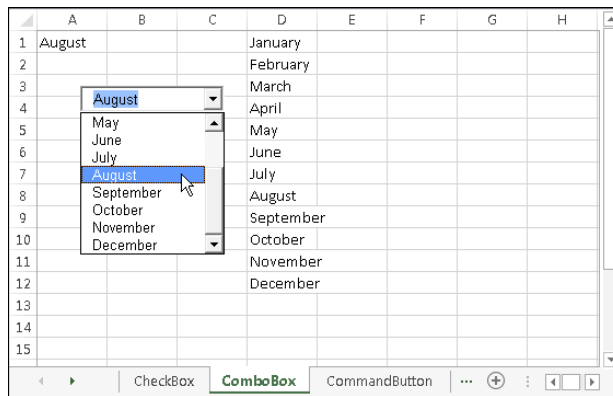 A B C D E F G H
1 August January
2 February
3 March
August
4 April
May
5 May
June
6 June
July
7 August July
8 September August
9 October September
10 November October
December
11 November
12 December
13
14
15
CheckBox ComboBox CommandButton ...